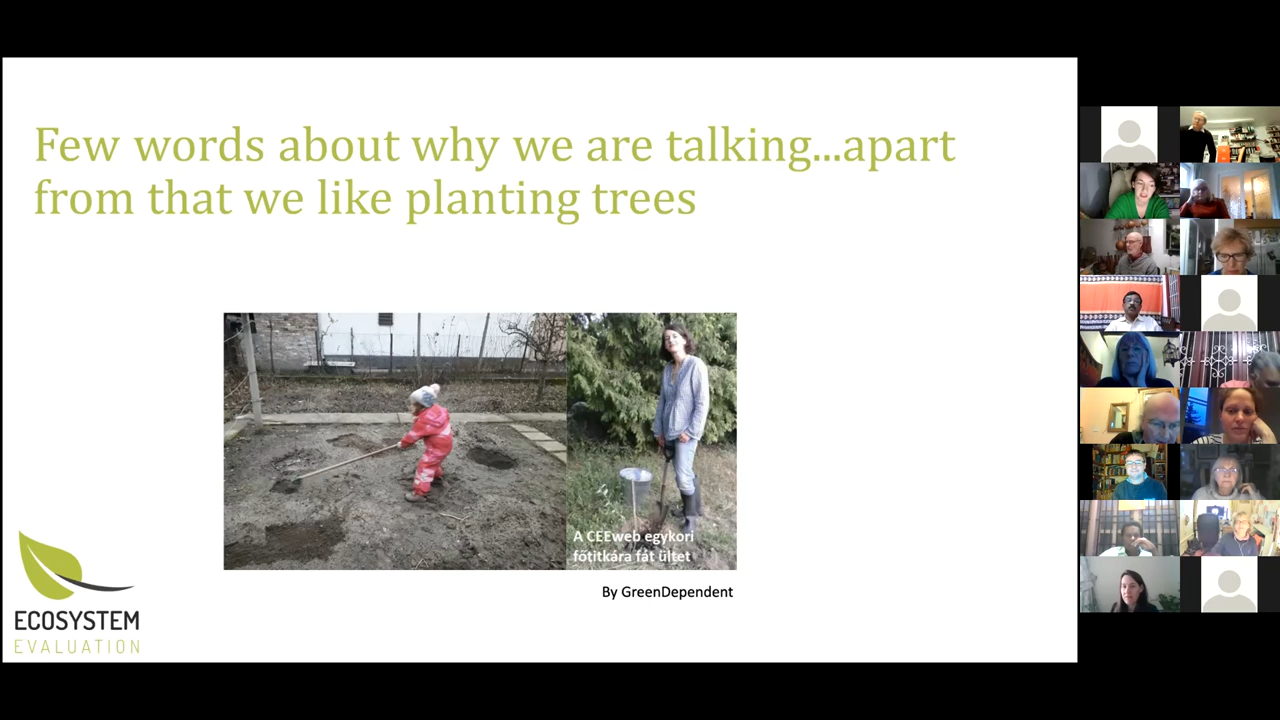 Few words about why we are talking...apart
from that we like planting trees
A CEEweb egykori
főtitkára fát ültet
By GreenDependent
ECOSYSTEM
EVALUATION